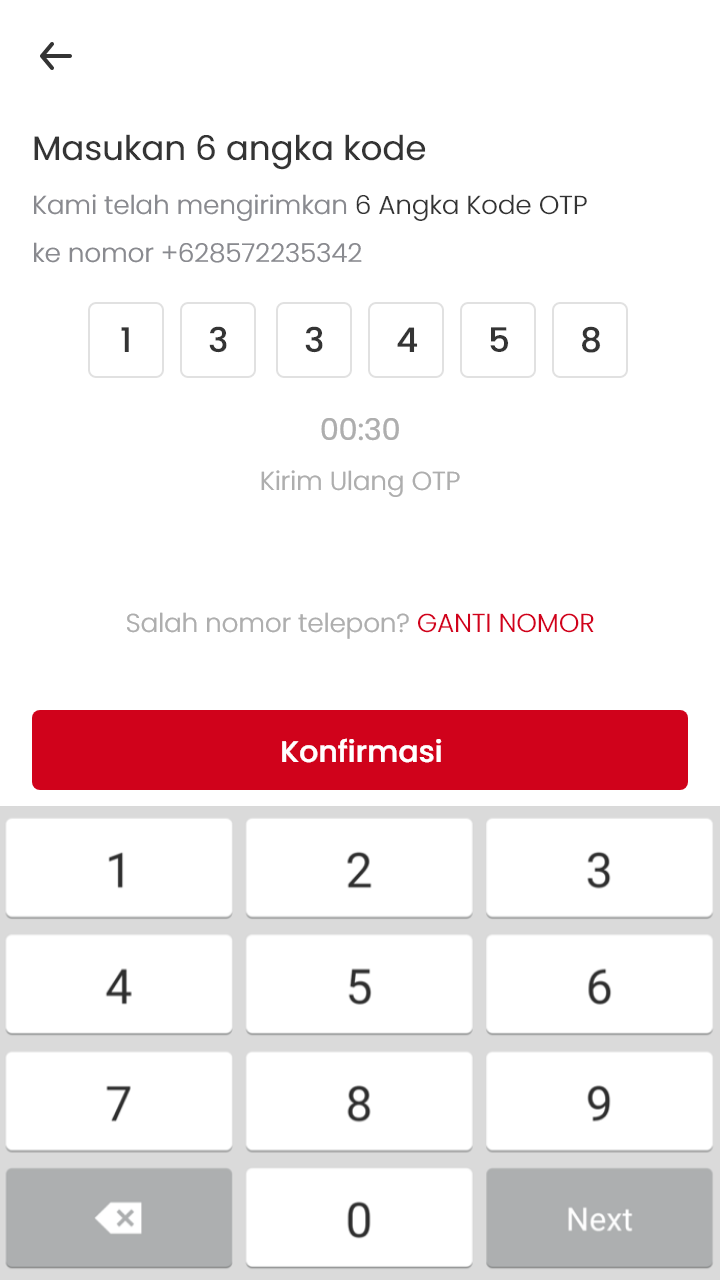 Masukan 6 angka kode
Kami telah mengirimkan 6 Angka Kode OTP
ke nomor +628572235342
1 3 3 4 5 8
00:30
Kirim Ulang OTP
Salah nomor telepon? GANTI NOMOR
Konfirmasi
1 2 3
4 5 6
7 8 9
0 Next